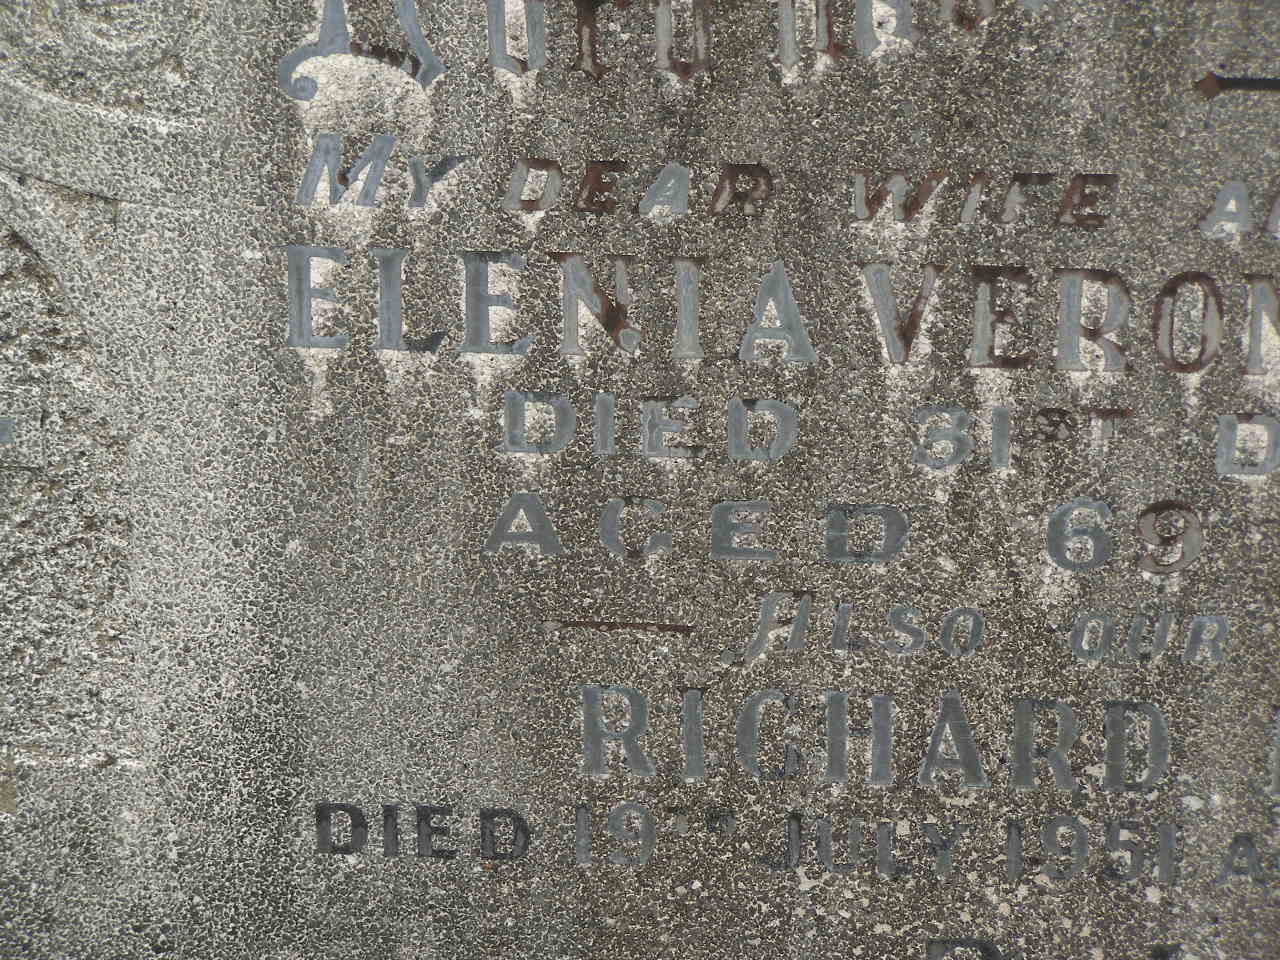 MY DEAR WIFE A
ELENIA VERON
DIED 31ST D
AGED 69
ALSO OUR
RICHARD
DIED 19TH JULY 1951 A